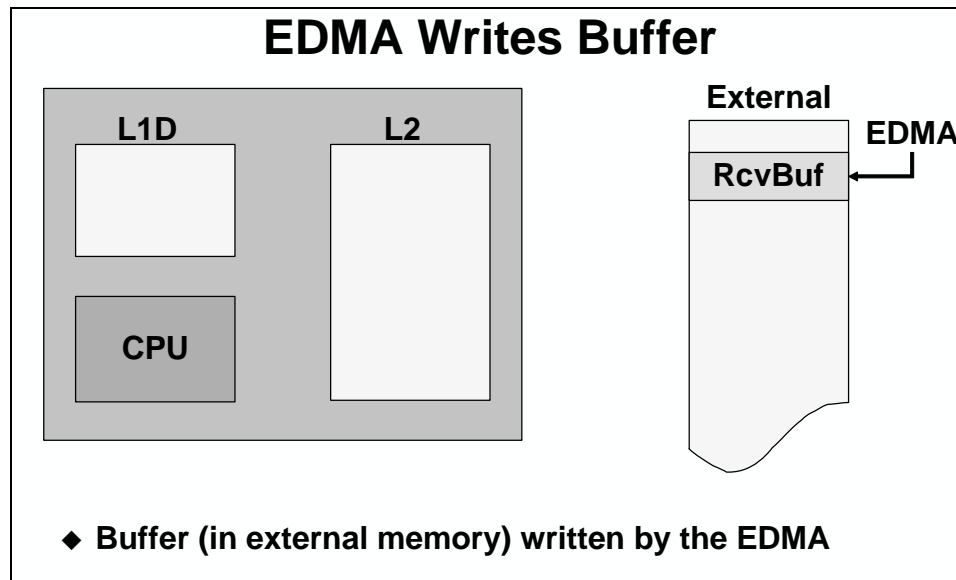 EDMA Writes Buffer
External
L1D
L2
EDMA
RcvBuf
CPU
◆ Buffer (in external memory) written by the EDMA